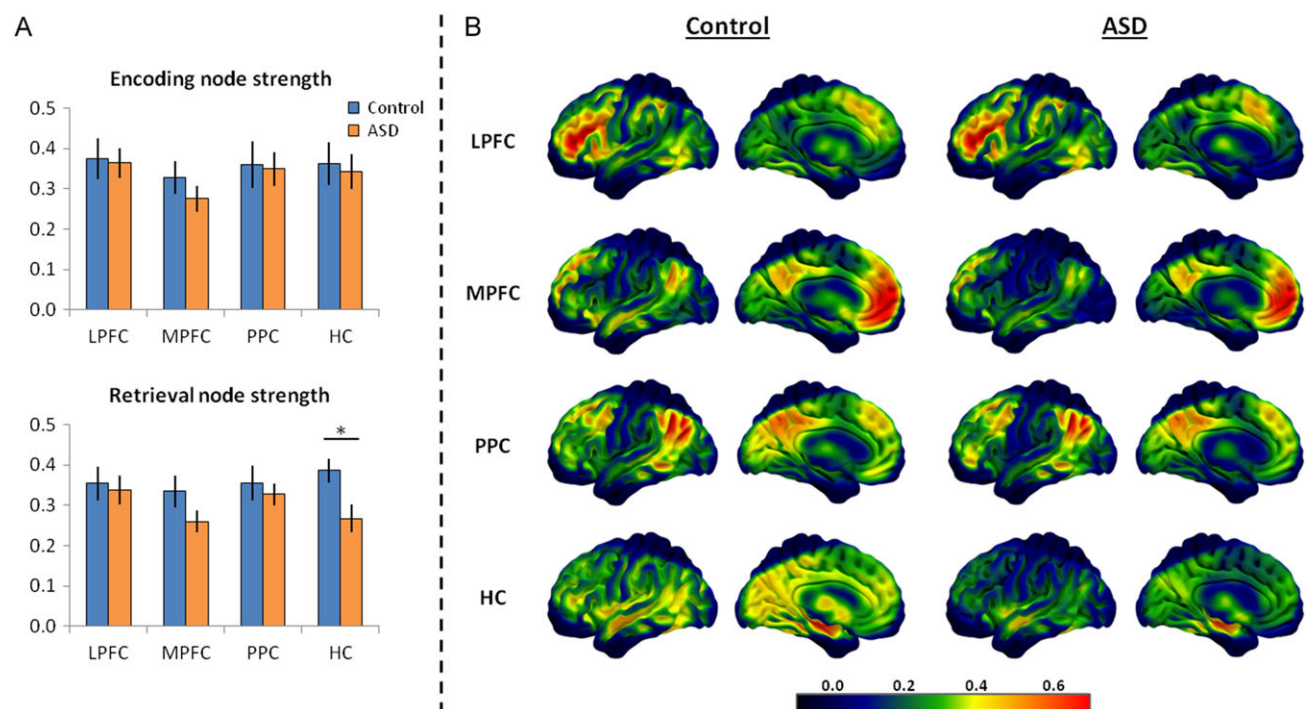 A
Encoding node strength
0.5
0.4
0.3
0.2
0.1
0.0
Control
ASD
LPFC MPFC PPC HC
Retrieval node strength
0.5
0.4
0.3
0.2
0.1
0.0
*
LPFC MPFC PPC HC
B
Control ASD
LPFC
MPFC
PPC
HC
0.0 0.2 0.4 0.6